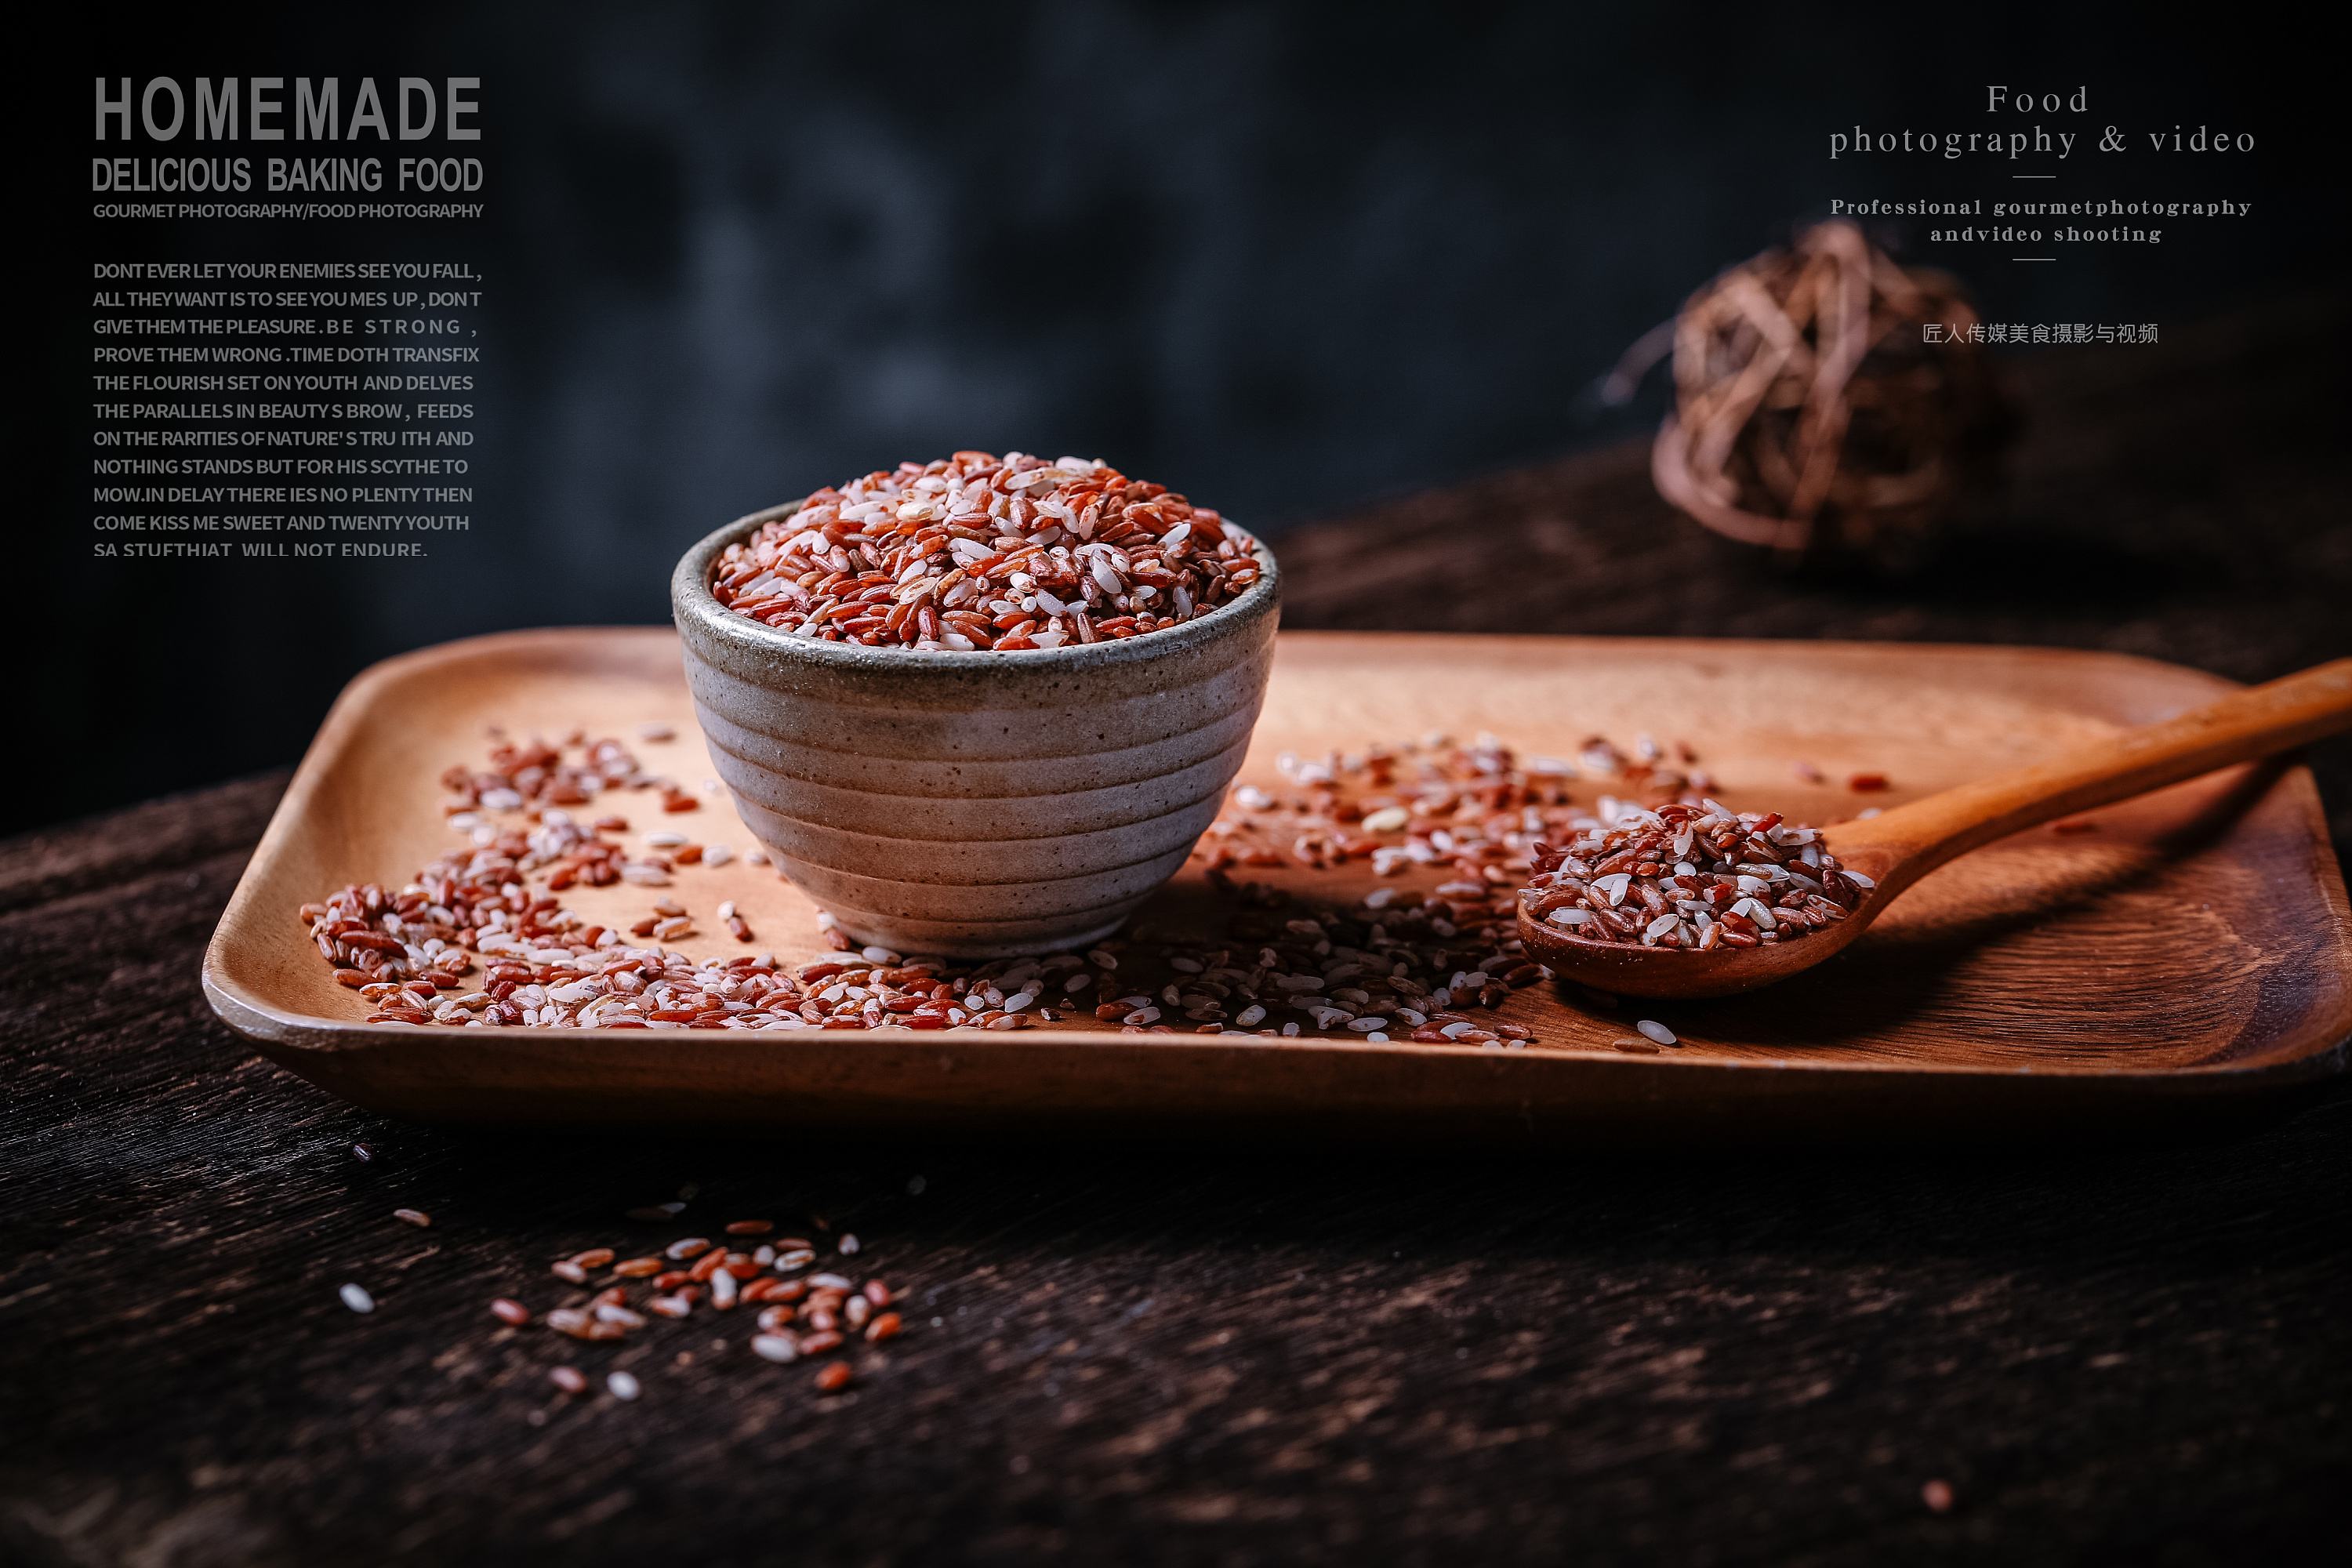 HOMEMADE
DELICIOUS BAKING FOOD
GOURMET PHOTOGRAPHY/FOOD PHOTOGRAPHY
DONT EVER LET YOUR ENEMIES SEE YOU FALL ,
ALL THEY WANT IS TO SEE YOU MES UP , DON T
GIVE THEM THE PLEASURE . BE STRONG ,
PROVE THEM WRONG .TIME DOTH TRANSFIX
THE FLOURISH SET ON YOUTH AND DELVES
THE PARALLELS IN BEAUTY S BROW , FEEDS
ON THE RARITIES OF NATURE' S TRU ITH AND
NOTHING STANDS BUT FOR HIS SCYTHE TO
MOW.IN DELAY THERE IES NO PLENTY THEN
COME KISS ME SWEET AND TWENTY YOUTH
SA STUFTHIAT WILL NOT ENDURE.
Food
photography & video
Professional gourmetphotography
andvideo shooting
匠人传媒美食摄影与视频